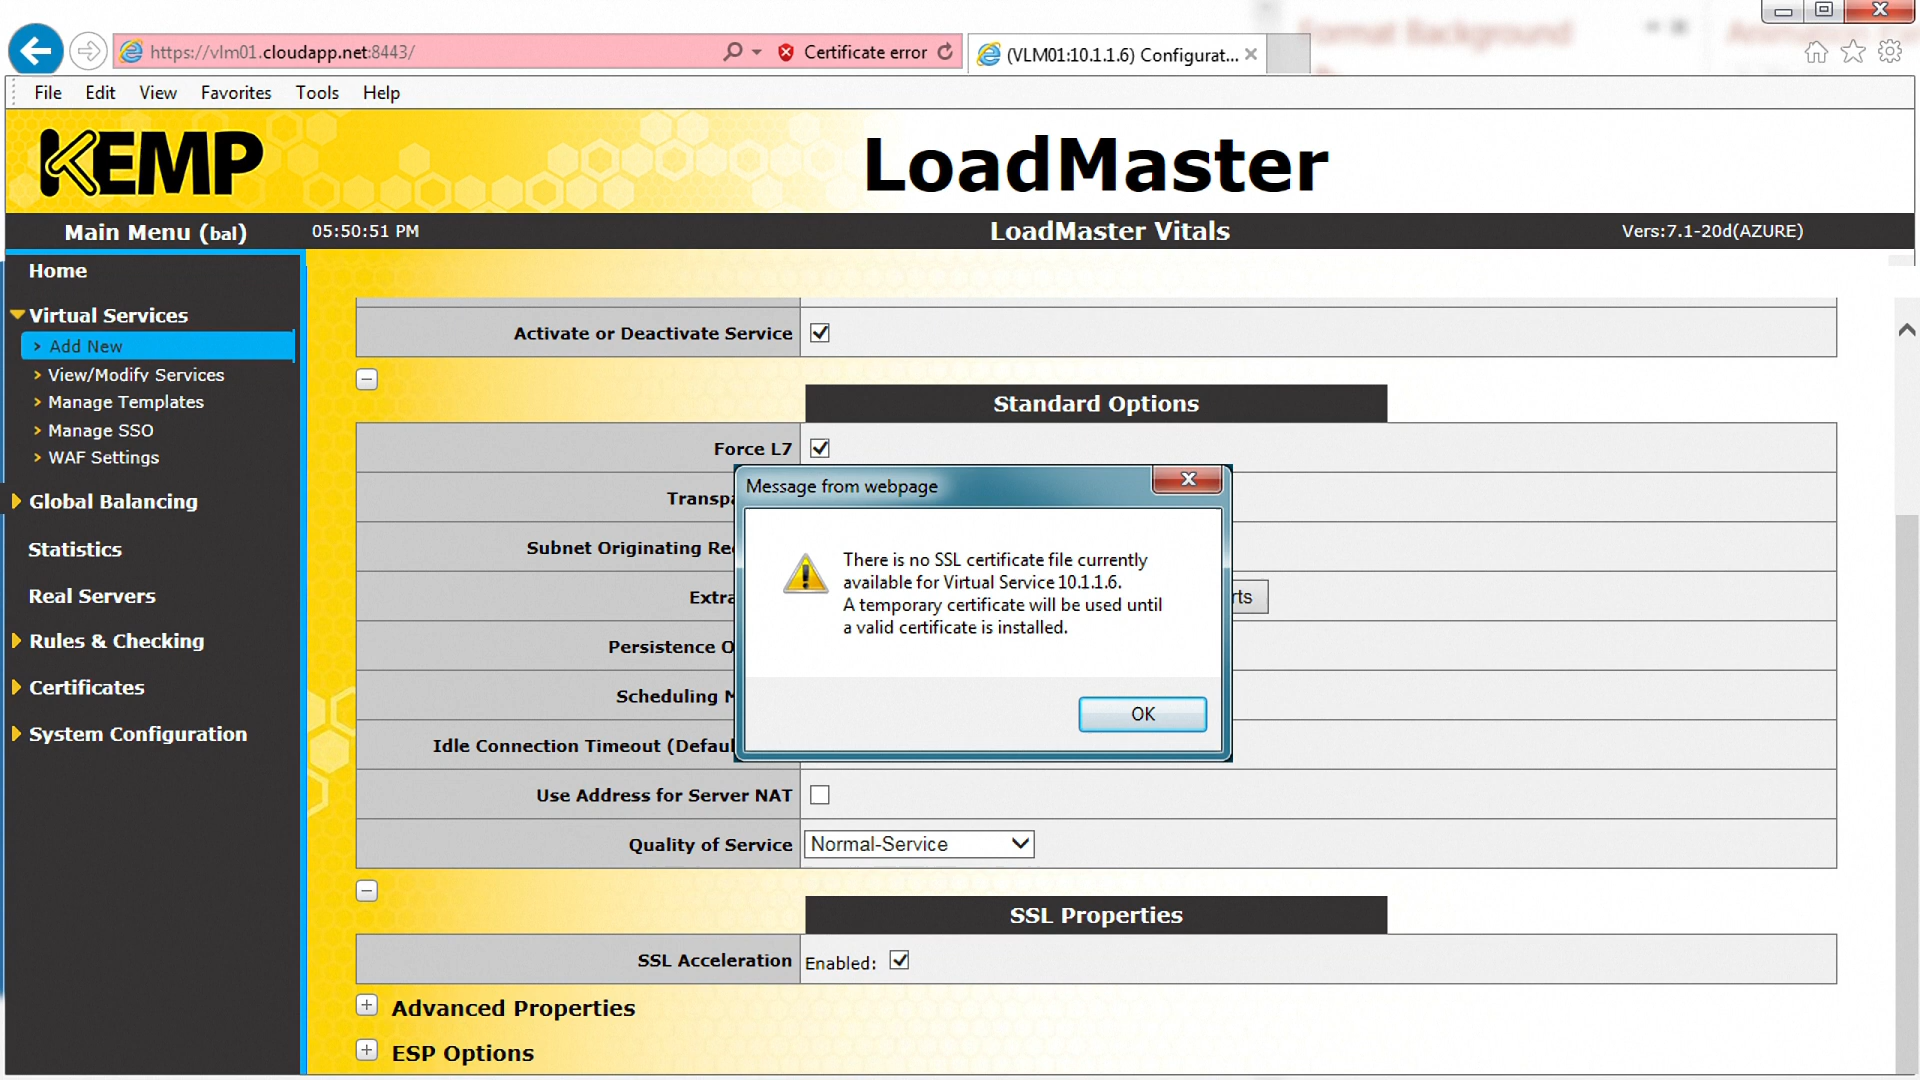 Format Background
https://vlm01.cloudapp.net:8443/
Certificate error
(VLM01:10.1.1.6) Configurat...
File Edit View Favorites Tools Help
KEMP
LoadMaster
Main Menu (bal)
05:50:51 PM
LoadMaster Vitals
Vers:7.1-20d(AZURE)
Home
Virtual Services
Add New
View/Modify Services
Manage Templates
Manage SSO
WAF Settings
Global Balancing
Statistics
Real Servers
Rules & Checking
Certificates
System Configuration
Activate or Deactivate Service
Standard Options
Force L7
Transpa
Subnet Originating Re
Extra
rts
Persistence O
Scheduling M
Idle Connection Timeout (Defaul
Use Address for Server NAT
Quality of Service Normal-Service
Message from webpage
There is no SSL certificate file currently
available for Virtual Service 10.1.1.6.
A temporary certificate will be used until
a valid certificate is installed.
OK
SSL Properties
SSL Acceleration Enabled:
Advanced Properties
ESP Options